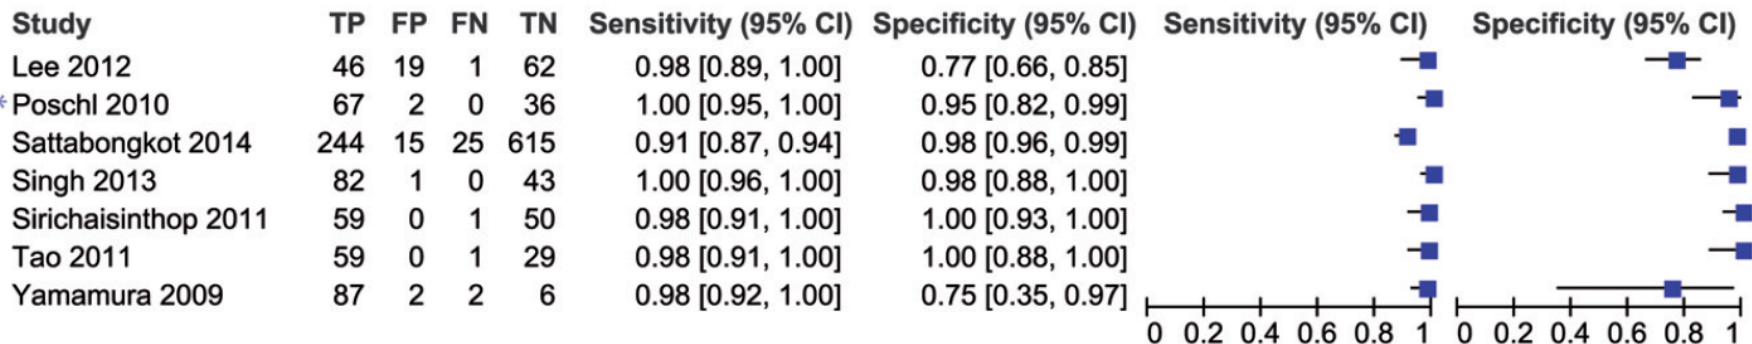 Study TP FP FN TN Sensitivity (95% CI) Specificity (95% CI) Sensitivity (95% CI) Specificity (95% CI)
Lee 2012 46 19 1 62 0.98 [0.89, 1.00] 0.77 [0.66, 0.85]
*Poschl 2010 67 2 0 36 1.00 [0.95, 1.00] 0.95 [0.82, 0.99]
Sattabongkot 2014 244 15 25 615 0.91 [0.87, 0.94] 0.98 [0.96, 0.99]
Singh 2013 82 1 0 43 1.00 [0.96, 1.00] 0.98 [0.88, 1.00]
Sirichaisinthop 2011 59 0 1 50 0.98 [0.91, 1.00] 1.00 [0.93, 1.00]
Tao 2011 59 0 1 29 0.98 [0.91, 1.00] 1.00 [0.88, 1.00]
Yamamura 2009 87 2 2 6 0.98 [0.92, 1.00] 0.75 [0.35, 0.97]
0 0.2 0.4 0.6 0.8 1 0 0.2 0.4 0.6 0.8 1